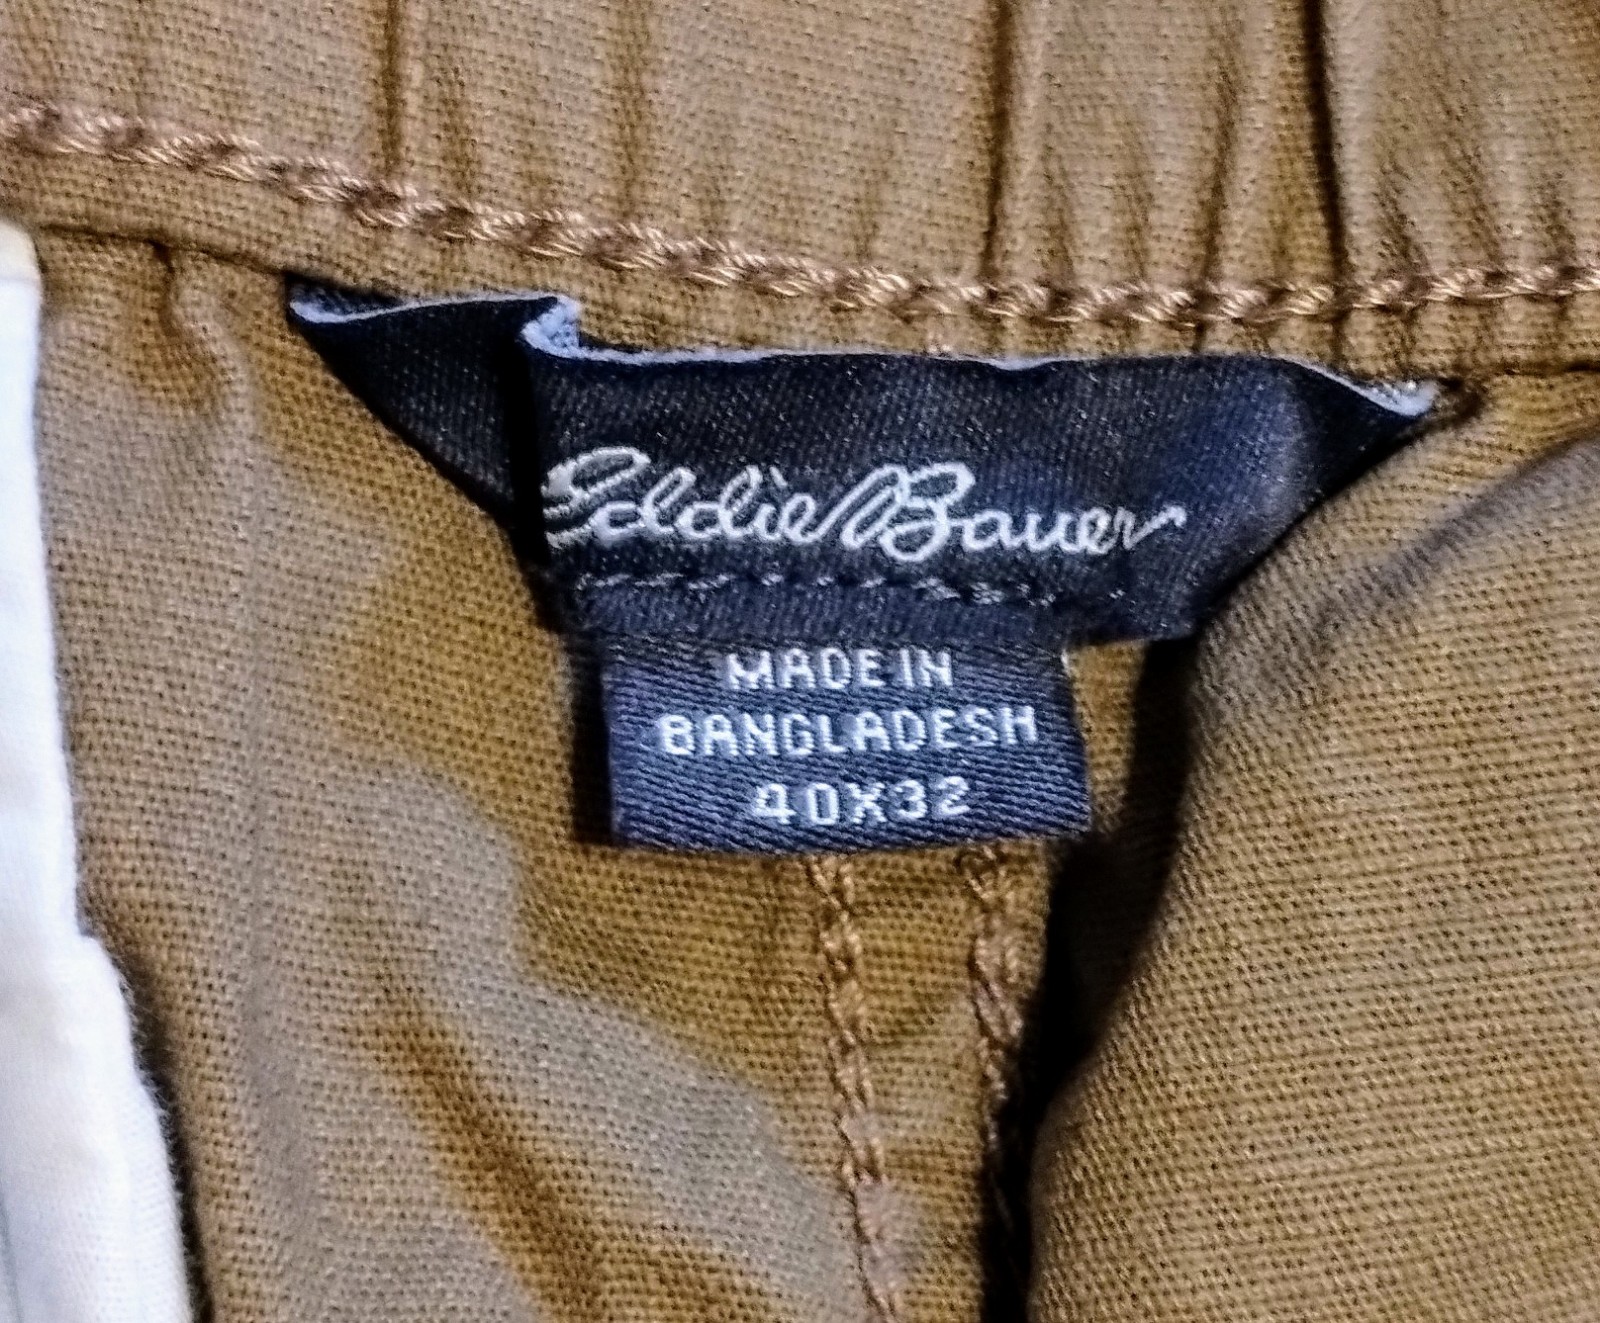 Eddie Bauer
MADE IN
BANGLADESH
40X32